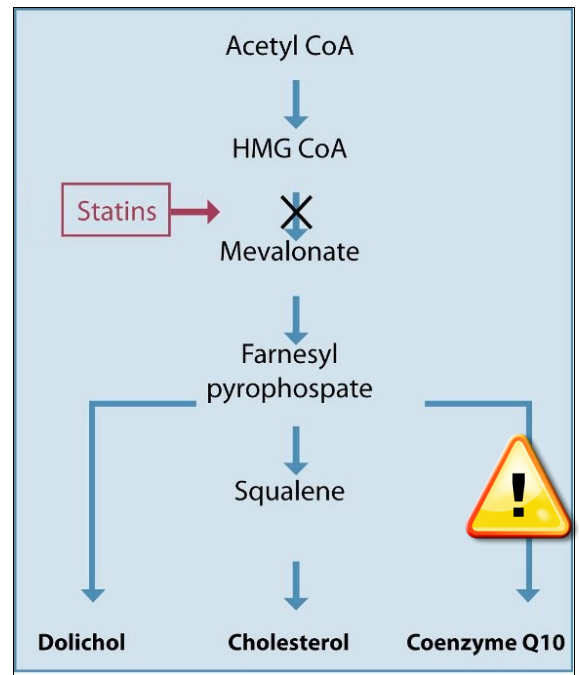 Acetyl CoA
HMG CoA
Statins
Mevalonate
Farnesyl
pyrophospate
Squalene
!
Dolichol
Cholesterol
Coenzyme Q10